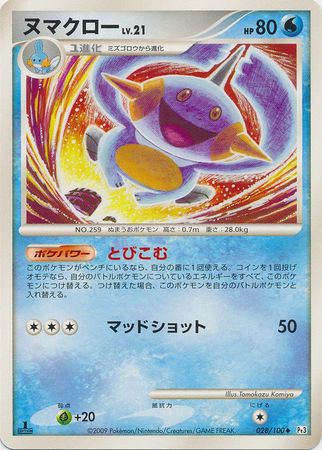 ヌマクロー LV.21 HP 80
1進化 ミズゴロウから進化
NO.259 ぬまうおポケモン 高さ:0.7m 重さ:28.0kg
ポケパワー とびこむ
このポケモンがベンチにいるなら、自分の番に1回使える。コインを1回投げ
オモテなら、自分のバトルポケモンについているエネルギーをすべて、このポケ
モンにつけ替える。つけ替えた場合、このポケモンを自分のバトルポケモンと
入れ替える。
マッドショット 50
Illus.Tomokazu Komiya
弱点 抵抗力 にげる
+20
1 EDITION ©2009 Pokémon/Nintendo/Creatures/GAME FREAK. 028/100 Pt3